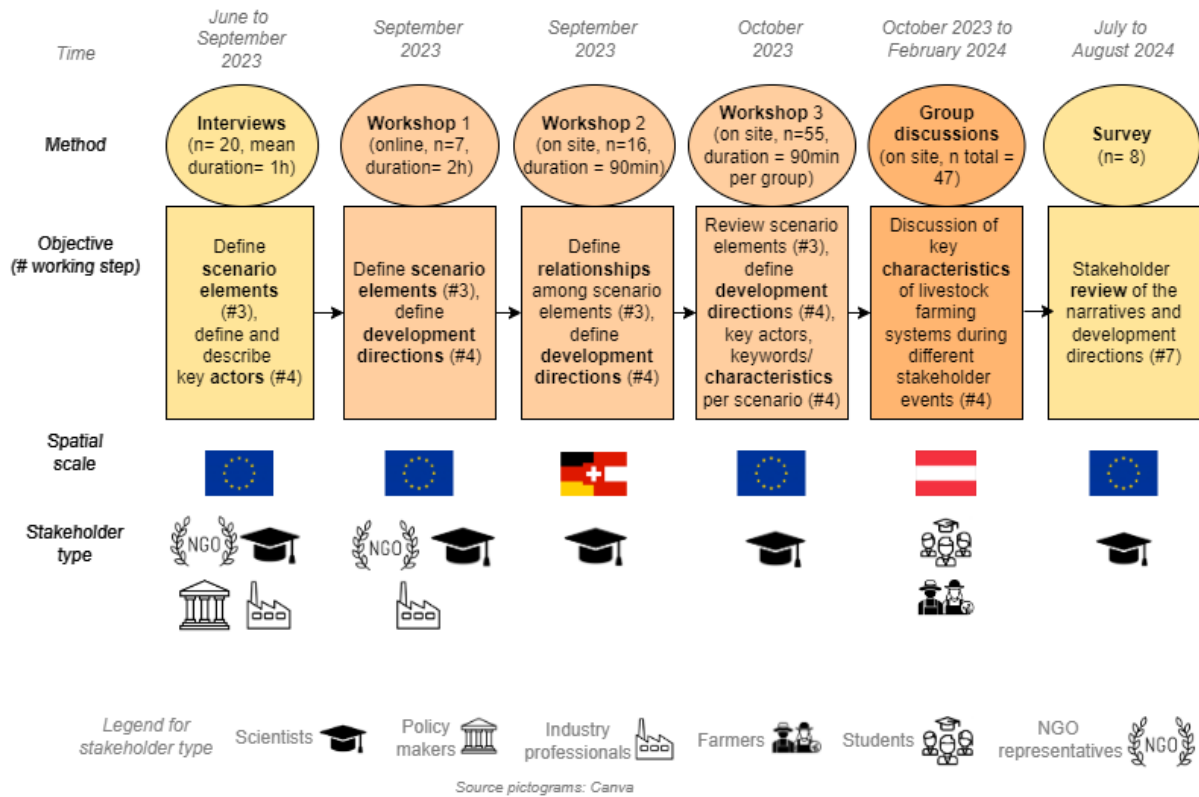 Time
June to
September
2023
September
2023
September
2023
October
2023
October 2023 to
February 2024
July to
August 2024
Method
Interviews
(n= 20, mean
duration= 1h)
Workshop 1
(online, n=7,
duration= 2h)
Workshop 2
(on site, n=16,
duration = 90min)
Workshop 3
(on site, n=55,
duration = 90min
per group)
Group
discussions
(on site, n total =
47)
Survey
(n= 8)
Objective
(# working step)
Define
scenario
elements
(#3),
define and
describe
key actors (#4)
Define scenario
elements (#3),
define
development
directions (#4)
Define
relationships
among scenario
elements (#3),
define
development
directions (#4)
Review scenario
elements (#3),
define
development
directions (#4),
key actors,
keywords/
characteristics
per scenario (#4)
Discussion of
key
characteristics
of livestock
farming
systems during
different
stakeholder
events (#4)
Stakeholder
review of the
narratives and
development
directions (#7)
Spatial
scale
Stakeholder
type
NGO
NGO
Legend for
stakeholder type
Scientists
Policy
makers
Industry
professionals
Farmers
Students
NGO
representatives
NGO
Source pictograms: Canva